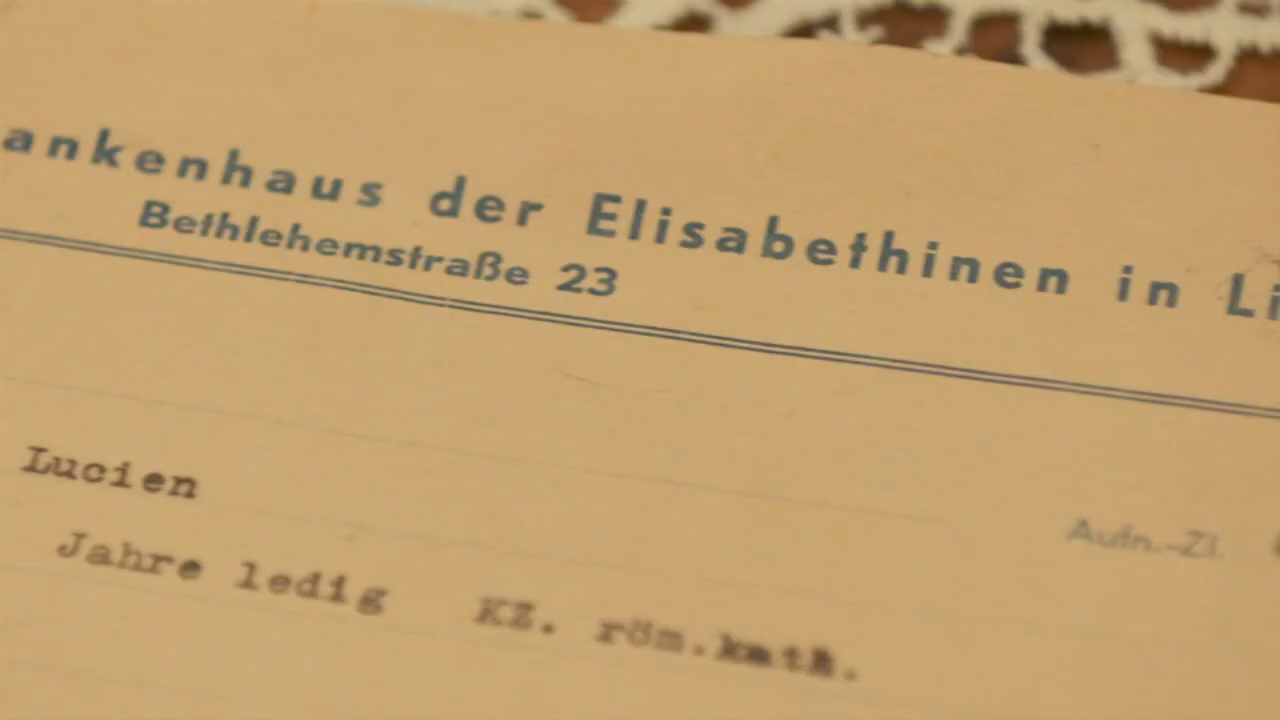 ankenhaus der Elisabethinen in Li
Bethlehemstraße 23
Lucien
Aufn.-Zl.
Jahre ledig KZ. röm.kath.